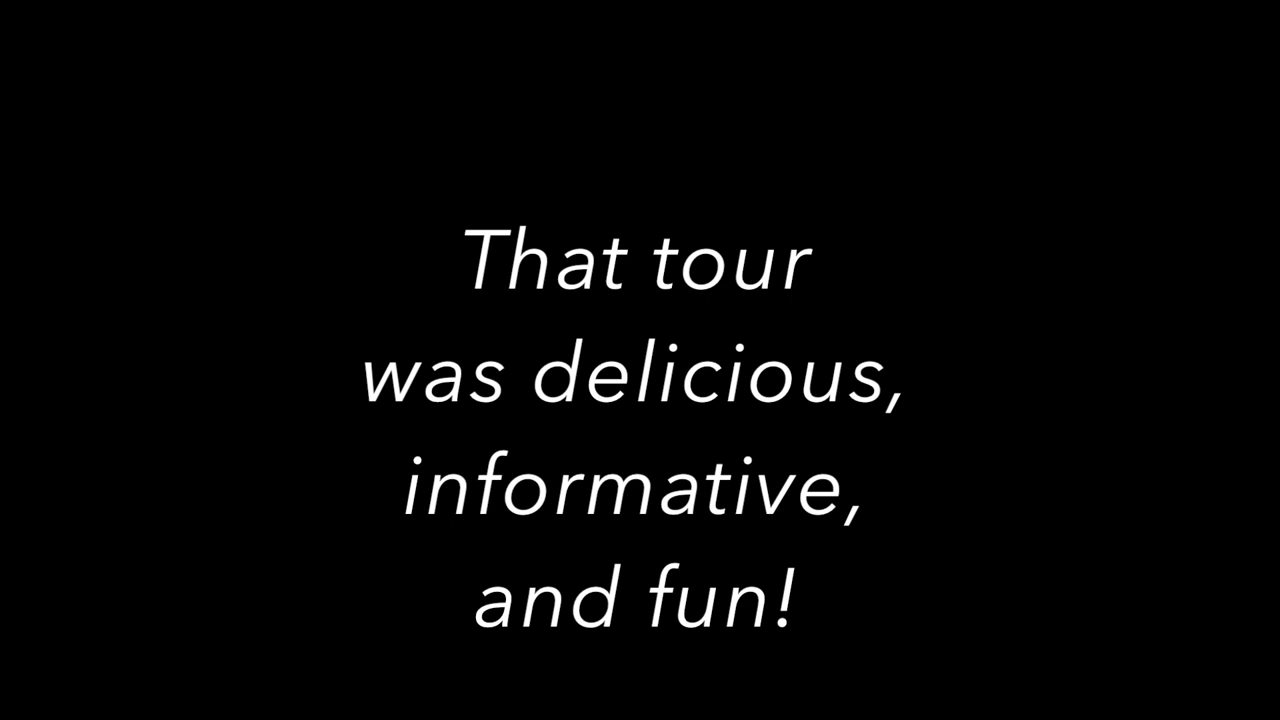 That tour
was delicious,
informative,
and fun!